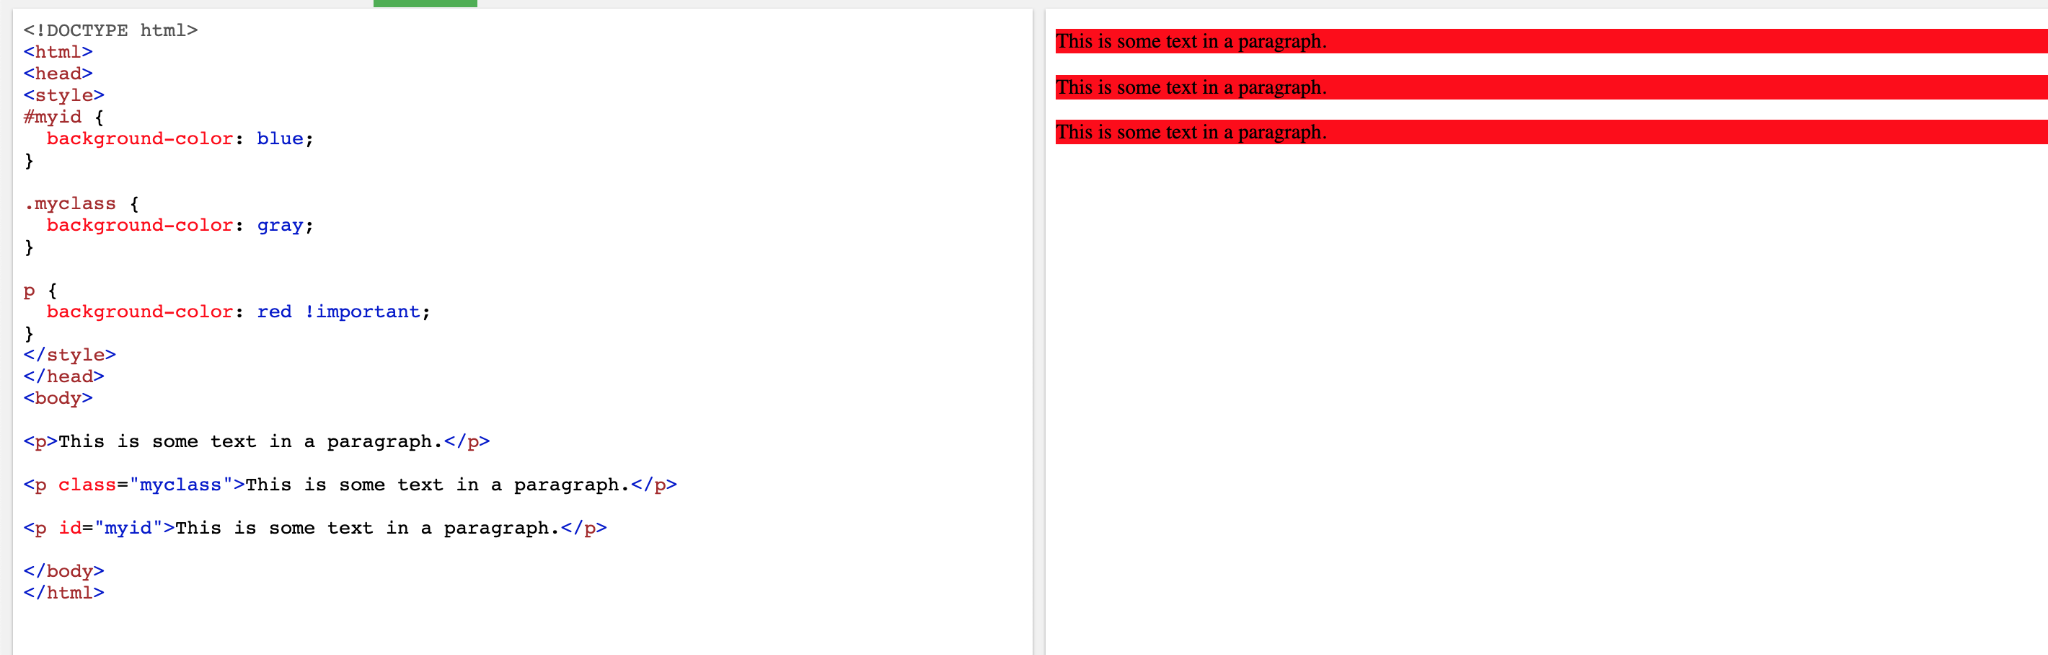 <!DOCTYPE html>
<html>
<head>
<style>
#myid {
  background-color: blue;
}

.myclass {
  background-color: gray;
}

p {
  background-color: red !important;
}
</style>
</head>
<body>

<p>This is some text in a paragraph.</p>

<p class="myclass">This is some text in a paragraph.</p>

<p id="myid">This is some text in a paragraph.</p>

</body>
</html>
This is some text in a paragraph.
This is some text in a paragraph.
This is some text in a paragraph.